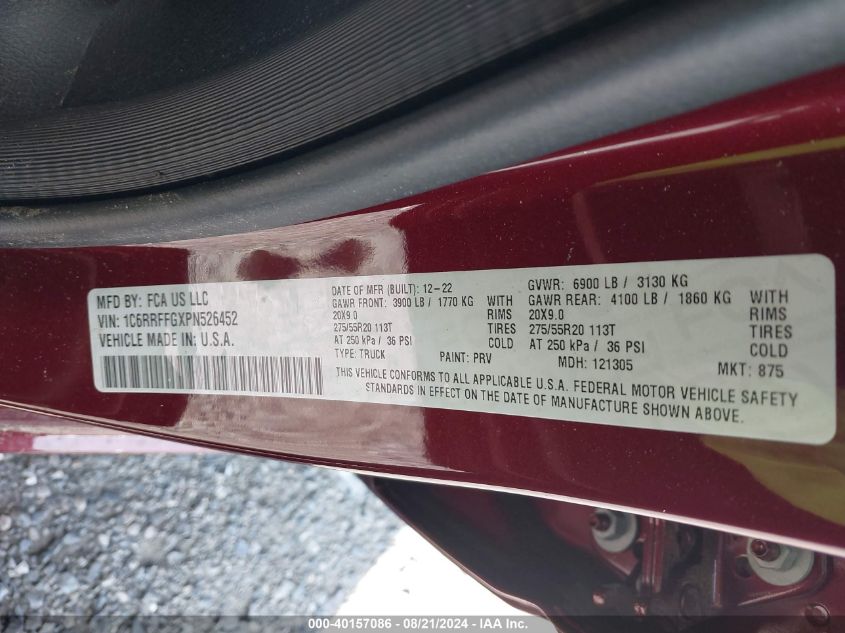 MFD BY: FCA US LLC
VIN: 1C6RRFFGXPN526452
VEHICLE MADE IN: U.S.A.
DATE OF MFR (BUILT): 12-22 GVWR: 6900 LB / 3130 KG
GAWR FRONT: 3900 LB / 1770 KG WITH GAWR REAR: 4100 LB / 1860 KG WITH
20X9.0 RIMS 20X9.0 RIMS
275/55R20 113T TIRES 275/55R20 113T TIRES
AT 250 kPa / 36 PSI COLD AT 250 kPa / 36 PSI COLD
TYPE: TRUCK PAINT: PRV MDH: 121305 MKT: 875
THIS VEHICLE CONFORMS TO ALL APPLICABLE U.S.A. FEDERAL MOTOR VEHICLE SAFETY
STANDARDS IN EFFECT ON THE DATE OF MANUFACTURE SHOWN ABOVE.
000-40157086 - 08/21/2024 - IAA Inc.